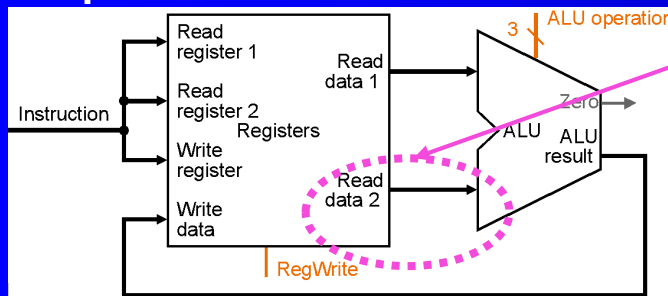 Instruction
Read
register 1
Read
register 2
Registers
Write
register
Write
data
Read
data 1
Read
data 2
RegWrite
3
ALU operation
Zero
ALU
ALU
result